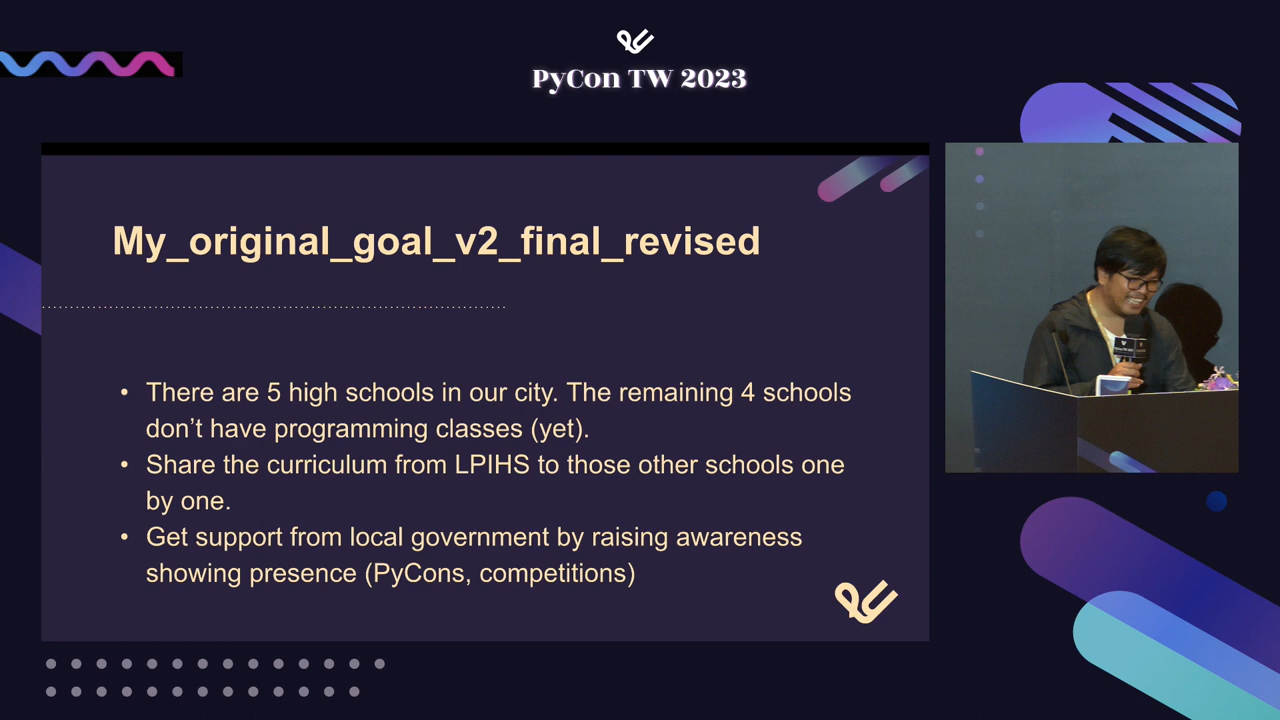 PyCon TW 2023
My_original_goal_v2_final_revised
• There are 5 high schools in our city. The remaining 4 schools
don’t have programming classes (yet).
• Share the curriculum from LPIHS to those other schools one
by one.
• Get support from local government by raising awareness
showing presence (PyCons, competitions)